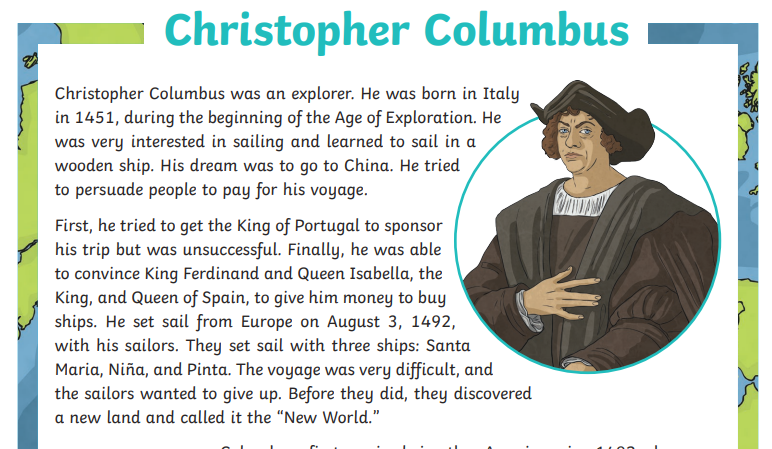 Christopher Columbus
Christopher Columbus was an explorer. He was born in Italy
in 1451, during the beginning of the Age of Exploration. He
was very interested in sailing and learned to sail in a
wooden ship. His dream was to go to China. He tried
to persuade people to pay for his voyage.
First, he tried to get the King of Portugal to sponsor
his trip but was unsuccessful. Finally, he was able
to convince King Ferdinand and Queen Isabella, the
King, and Queen of Spain, to give him money to buy
ships. He set sail from Europe on August 3, 1492,
with his sailors. They set sail with three ships: Santa
Maria, Niña, and Pinta. The voyage was very difficult, and
the sailors wanted to give up. Before they did, they discovered
a new land and called it the “New World.”